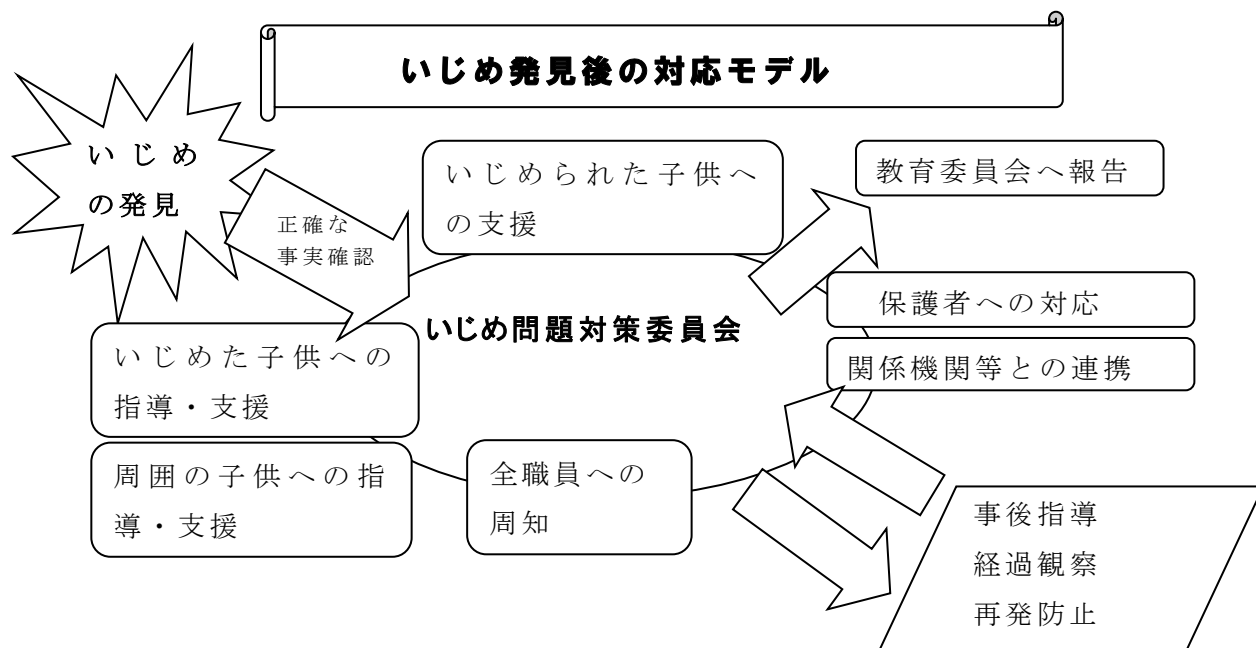 いじめ発見後の対応モデル
いじめ
の発見
正確な
事実確認
いじめられた子供へ
の支援
教育委員会へ報告
保護者への対応
関係機関等との連携
いじめ問題対策委員会
いじめた子供への
指導・支援
周囲の子供への指
導・支援
全職員への
周知
事後指導
経過観察
再発防止